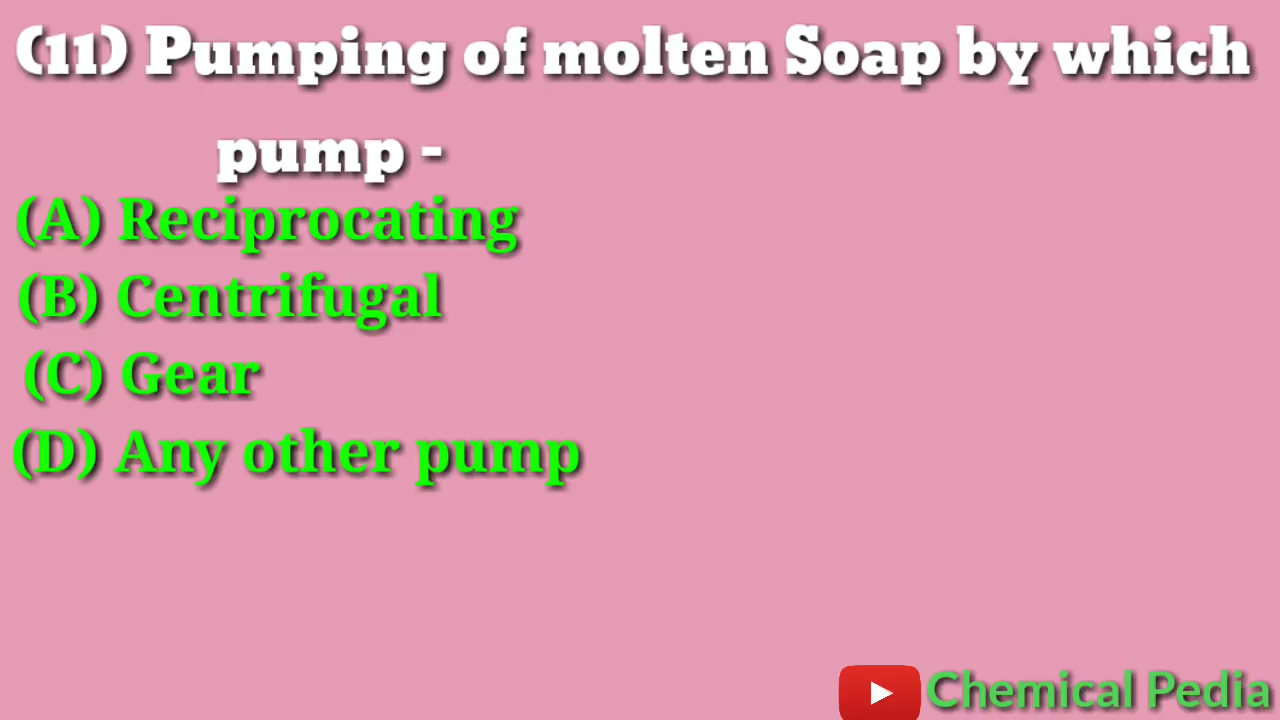 (11) Pumping of molten Soap by which
pump -
(A) Reciprocating
(B) Centrifugal
(C) Gear
(D) Any other pump
Chemical Pedia